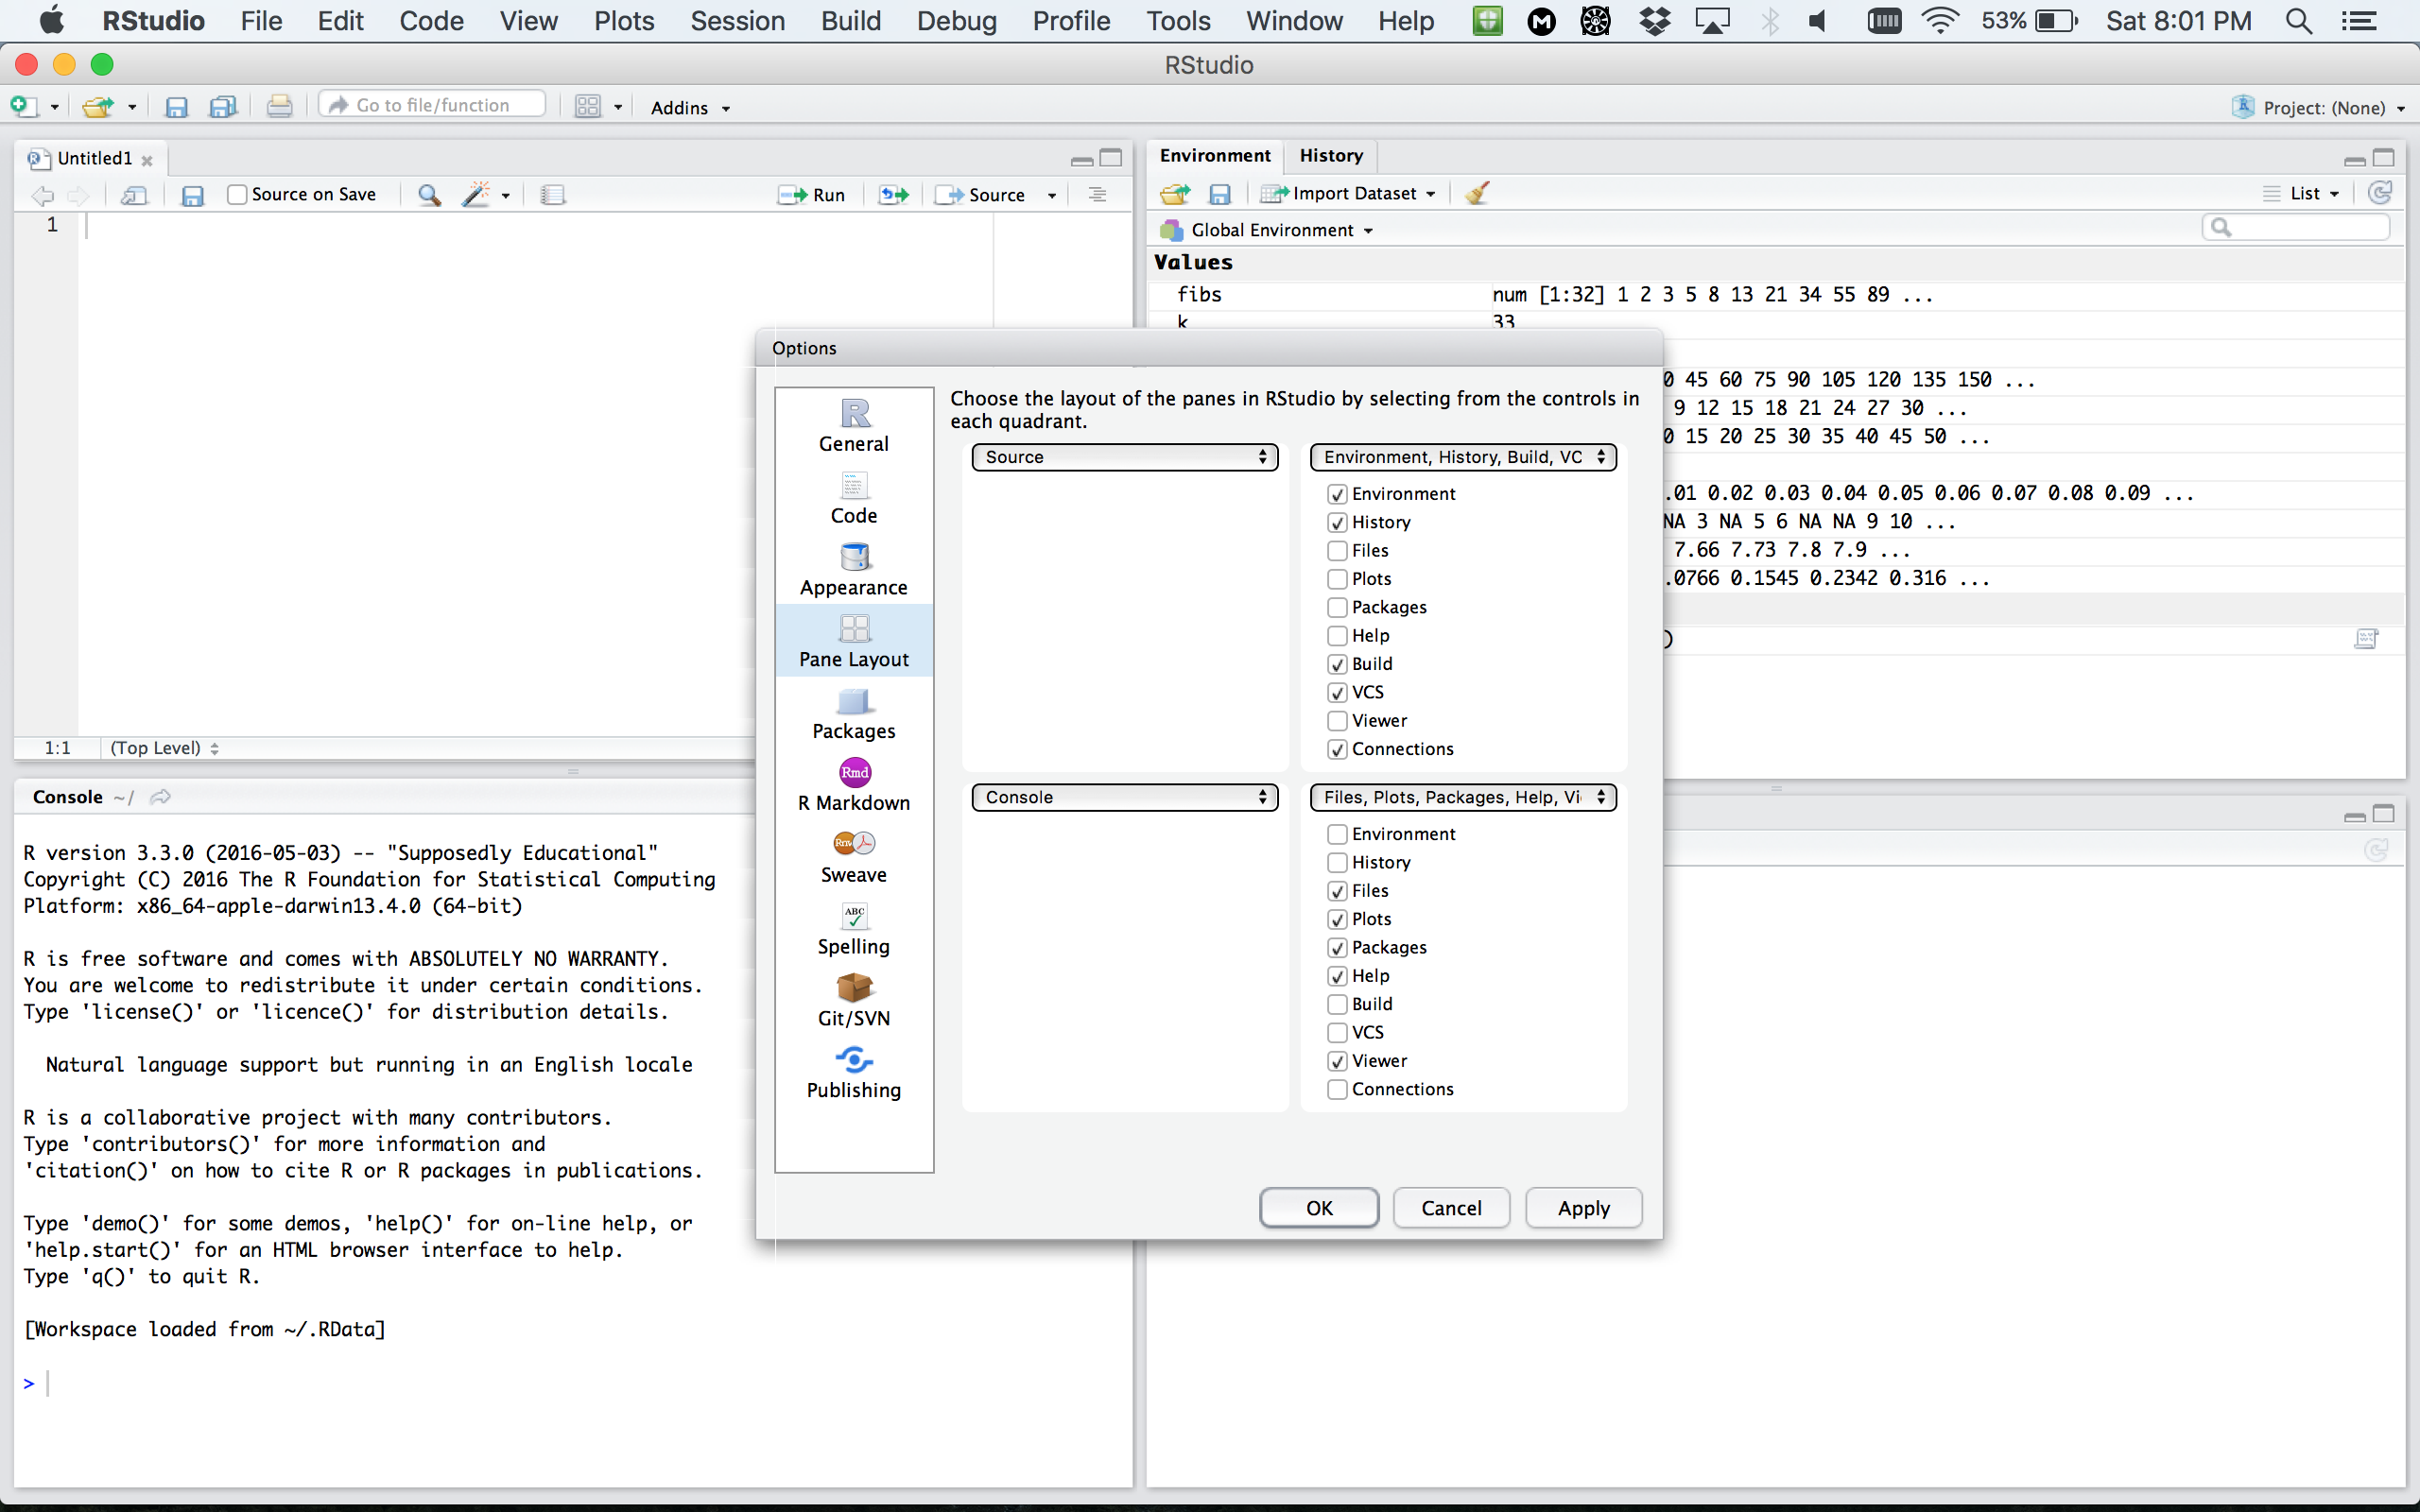 RStudio File Edit Code View Plots Session Build Debug Profile Tools Window Help 53% Sat 8:01 PM
RStudio
Go to file/function Addins Project: (None)
Untitled1
Source on Save Run Source
1
1:1 (Top Level)
Environment History
Import Dataset List
Global Environment
Values
fibs num [1:32] 1 2 3 5 8 13 21 34 55 89 ...
k 33
0 45 60 75 90 105 120 135 150 ...
9 12 15 18 21 24 27 30 ...
0 15 20 25 30 35 40 45 50 ...
.01 0.02 0.03 0.04 0.05 0.06 0.07 0.08 0.09 ...
NA 3 NA 5 6 NA NA 9 10 ...
7.66 7.73 7.8 7.9 ...
.0766 0.1545 0.2342 0.316 ...
)
Options
General
Code
Appearance
Pane Layout
Packages
Rmd
R Markdown
Sweave
ABC
Spelling
Git/SVN
Publishing
Choose the layout of the panes in RStudio by selecting from the controls in
each quadrant.
Source
Environment, History, Build, VC
Environment
History
Files
Plots
Packages
Help
Build
VCS
Viewer
Connections
Console
Files, Plots, Packages, Help, Vi
Environment
History
Files
Plots
Packages
Help
Build
VCS
Viewer
Connections
OK Cancel Apply
Console ~/
R version 3.3.0 (2016-05-03) -- "Supposedly Educational"
Copyright (C) 2016 The R Foundation for Statistical Computing
Platform: x86_64-apple-darwin13.4.0 (64-bit)
R is free software and comes with ABSOLUTELY NO WARRANTY.
You are welcome to redistribute it under certain conditions.
Type 'license()' or 'licence()' for distribution details.
Natural language support but running in an English locale
R is a collaborative project with many contributors.
Type 'contributors()' for more information and
'citation()' on how to cite R or R packages in publications.
Type 'demo()' for some demos, 'help()' for on-line help, or
'help.start()' for an HTML browser interface to help.
Type 'q()' to quit R.
[Workspace loaded from ~/.RData]
>